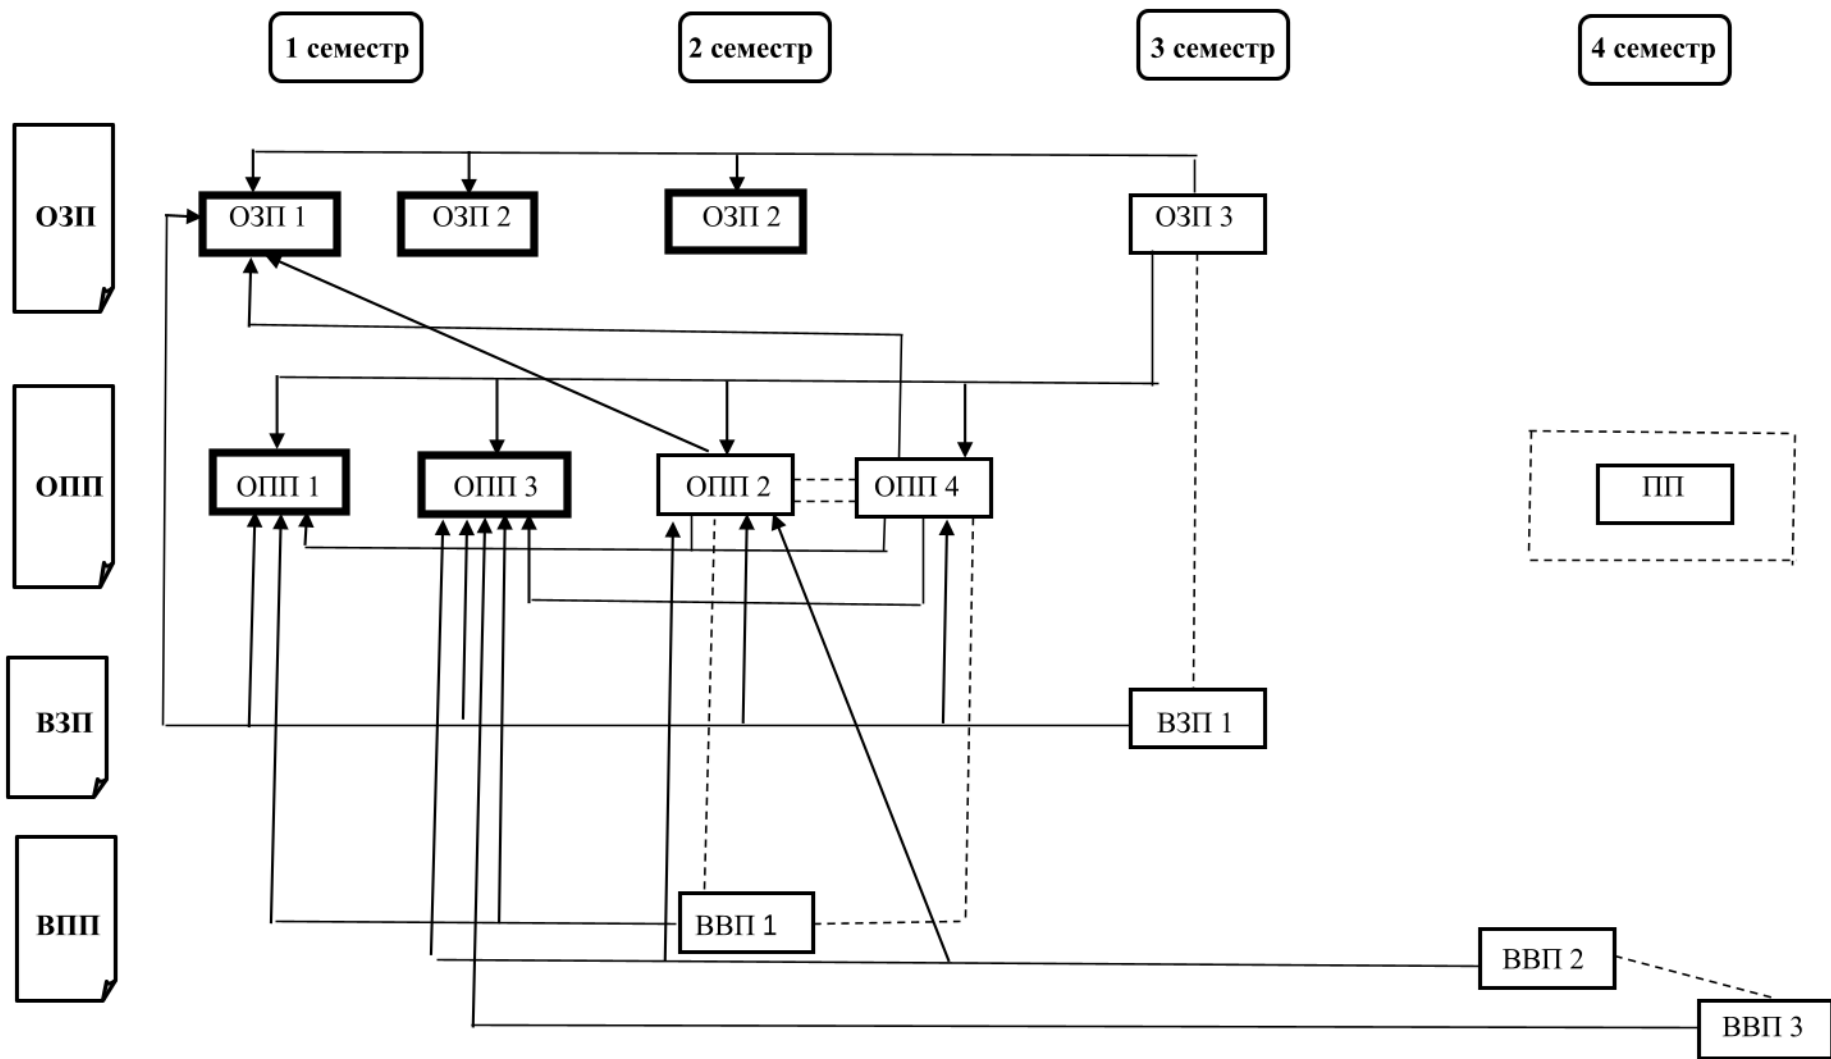 1 семестр
2 семестр
3 семестр
4 семестр
ОЗП
ОЗП 1
ОЗП 2
ОЗП 2
ОЗП 3
ОПП
ОПП 1
ОПП 3
ОПП 2
ОПП 4
ПП
ВЗП
ВЗП 1
ВПП
ВВП 1
ВВП 2
ВВП 3